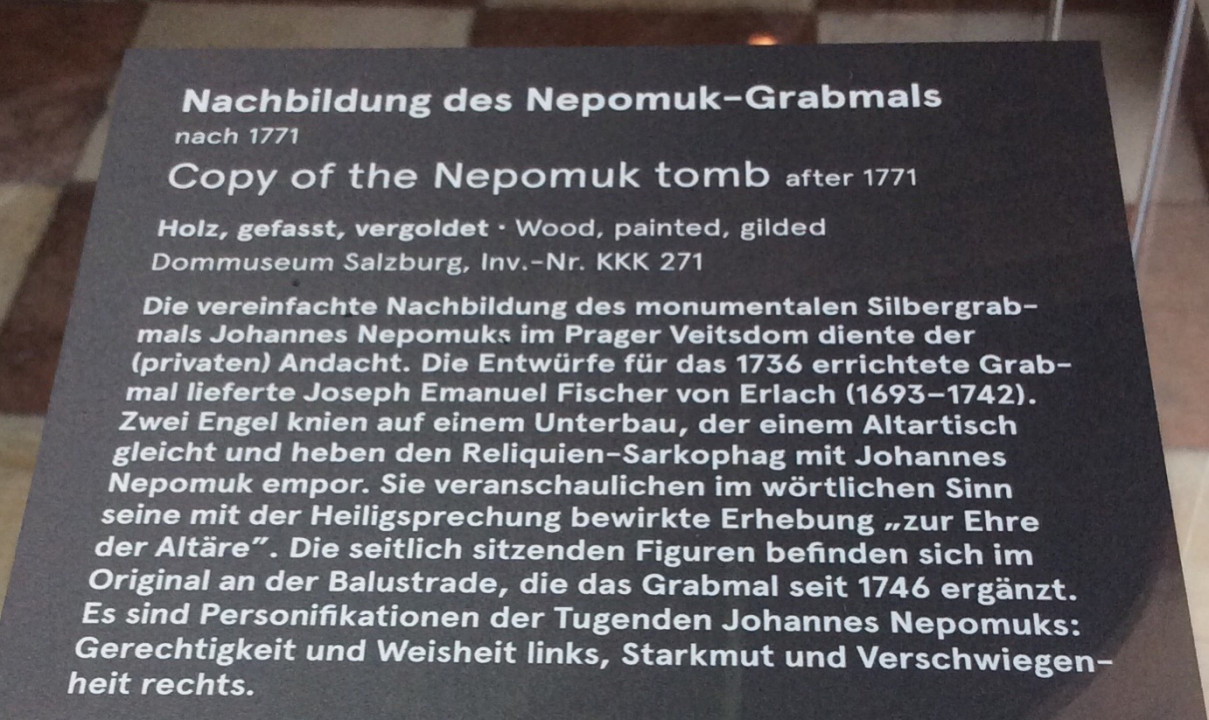 Nachbildung des Nepomuk-Grabmals
nach 1771
Copy of the Nepomuk tomb after 1771
Holz, gefasst, vergoldet · Wood, painted, gilded
Dommuseum Salzburg, Inv.-Nr. KKK 271
Die vereinfachte Nachbildung des monumentalen Silbergrab-
mals Johannes Nepomuks im Prager Veitsdom diente der
(privaten) Andacht. Die Entwürfe für das 1736 errichtete Grab-
mal lieferte Joseph Emanuel Fischer von Erlach (1693–1742).
Zwei Engel knien auf einem Unterbau, der einem Altartisch
gleicht und heben den Reliquien-Sarkophag mit Johannes
Nepomuk empor. Sie veranschaulichen im wörtlichen Sinn
seine mit der Heiligsprechung bewirkte Erhebung „zur Ehre
der Altäre”. Die seitlich sitzenden Figuren befinden sich im
Original an der Balustrade, die das Grabmal seit 1746 ergänzt.
Es sind Personifikationen der Tugenden Johannes Nepomuks:
Gerechtigkeit und Weisheit links, Starkmut und Verschwiegen-
heit rechts.